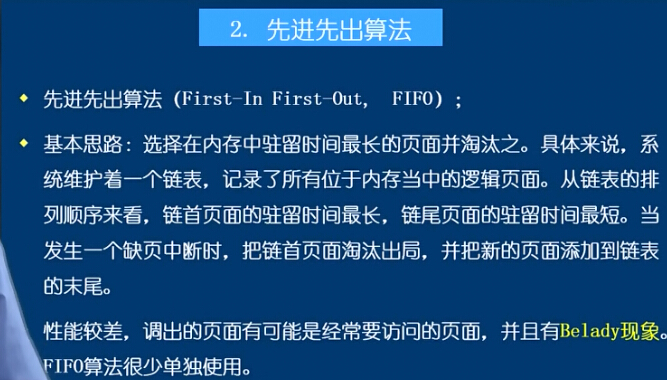 2. 先进先出算法
先进先出算法（First-In First-Out， FIFO）；
基本思路：选择在内存中驻留时间最长的页面并淘汰之。具体来说，系
统维护着一个链表，记录了所有位于内存当中的逻辑页面。从链表的排
列顺序来看，链首页面的驻留时间最长，链尾页面的驻留时间最短。当
发生一个缺页中断时，把链首页面淘汰出局，并把新的页面添加到链表
的末尾。
性能较差，调出的页面有可能是经常要访问的页面，并且有Belady现象。
FIFO算法很少单独使用。